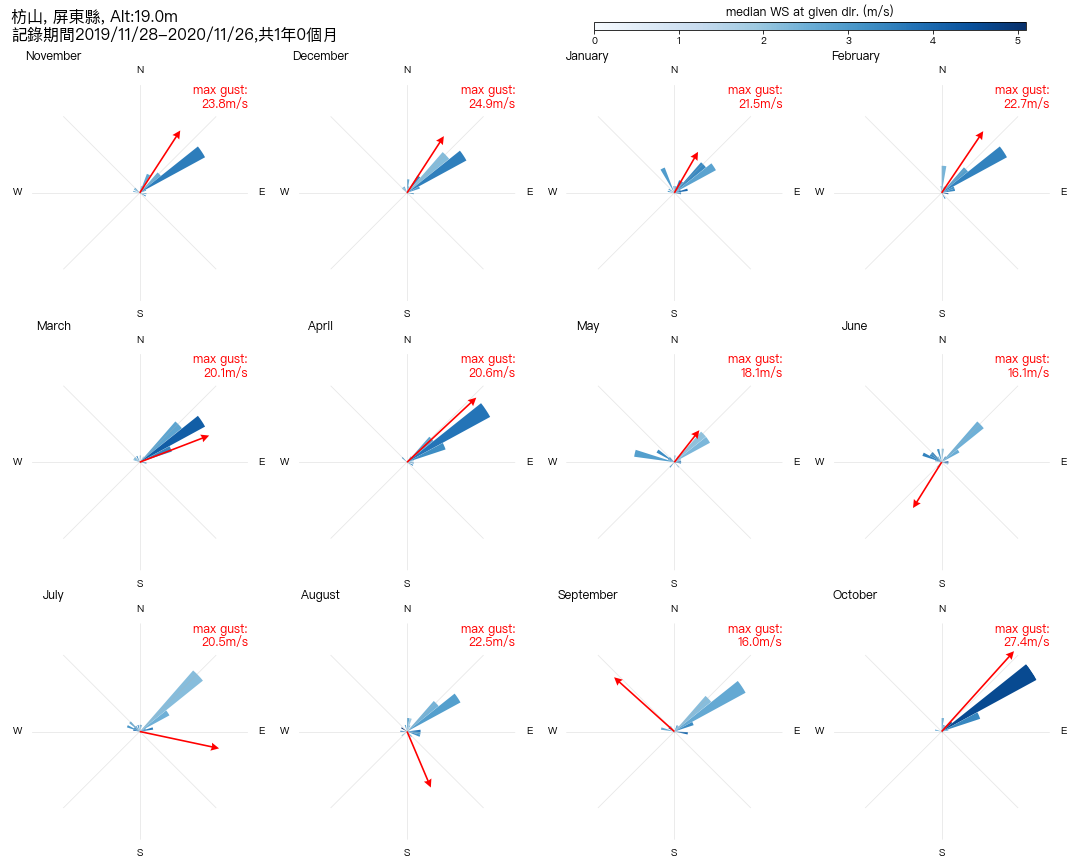 枋山, 屏東縣, Alt:19.0m
記錄期間2019/11/28-2020/11/26,共1年0個月
median WS at given dir. (m/s)
0 1 2 3 4 5
November
N
max gust:
23.8m/s
W E
S
December
N
max gust:
24.9m/s
W E
S
January
N
max gust:
21.5m/s
W E
S
February
N
max gust:
22.7m/s
W E
S
March
N
max gust:
20.1m/s
W E
S
April
N
max gust:
20.6m/s
W E
S
May
N
max gust:
18.1m/s
W E
S
June
N
max gust:
16.1m/s
W E
S
July
N
max gust:
20.5m/s
W E
S
August
N
max gust:
22.5m/s
W E
S
September
N
max gust:
16.0m/s
W E
S
October
N
max gust:
27.4m/s
W E
S